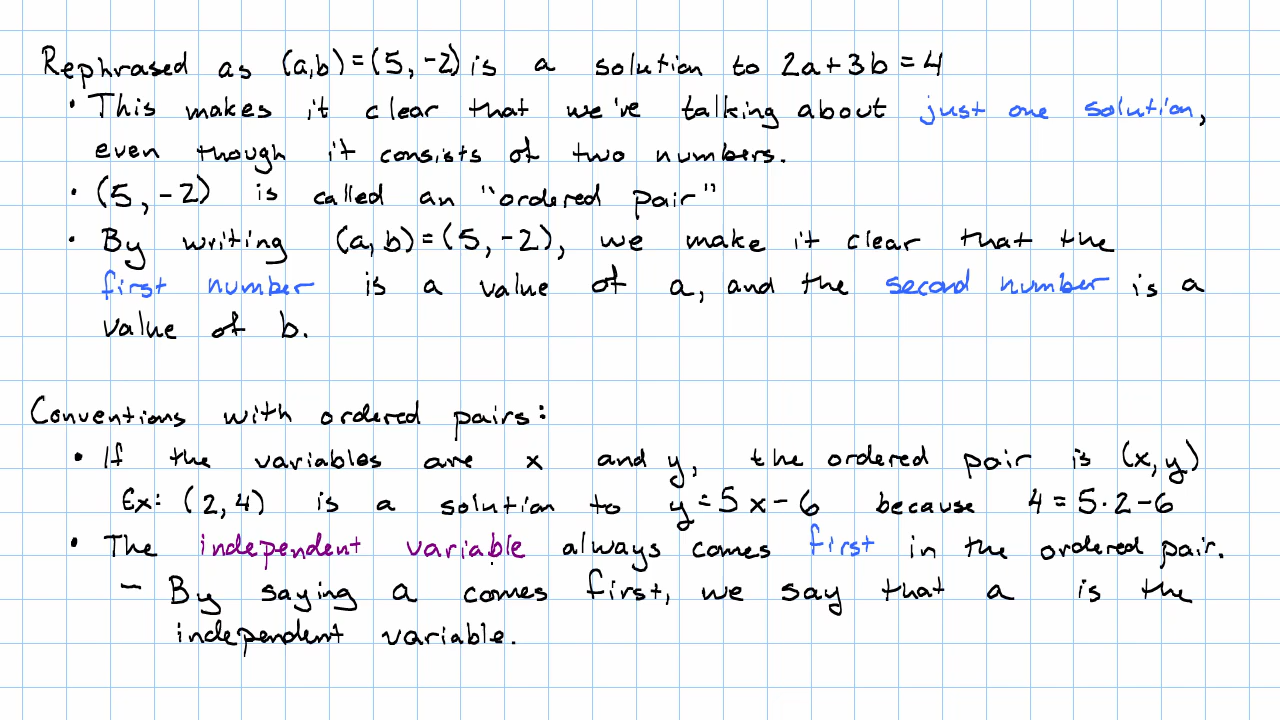 Rephrased as (a,b)=(5,-2) is a solution to 2a+3b=4
• This makes it clear that we've talking about just one solution,
even though it consists of two numbers.
• (5,-2) is called an "ordered pair"
• By writing (a,b)=(5,-2), we make it clear that the
first number is a value of a, and the second number is a
value of b.
Conventions with ordered pairs:
• If the variables are x and y, the ordered pair is (x,y)
Ex: (2,4) is a solution to y=5x-6 because 4=5·2-6
• The independent variable always comes first in the ordered pair.
- By saying a comes first, we say that a is the
independent variable.